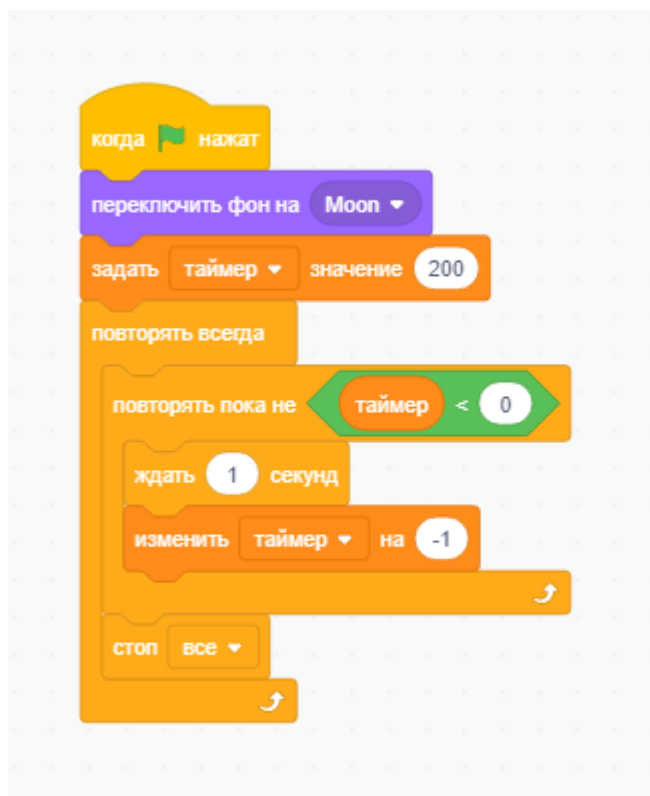 когда нажат
переключить фон на Moon
задать таймер значение 200
повторять всегда
повторять пока не таймер < 0
ждать 1 секунд
изменить таймер на -1
стоп все